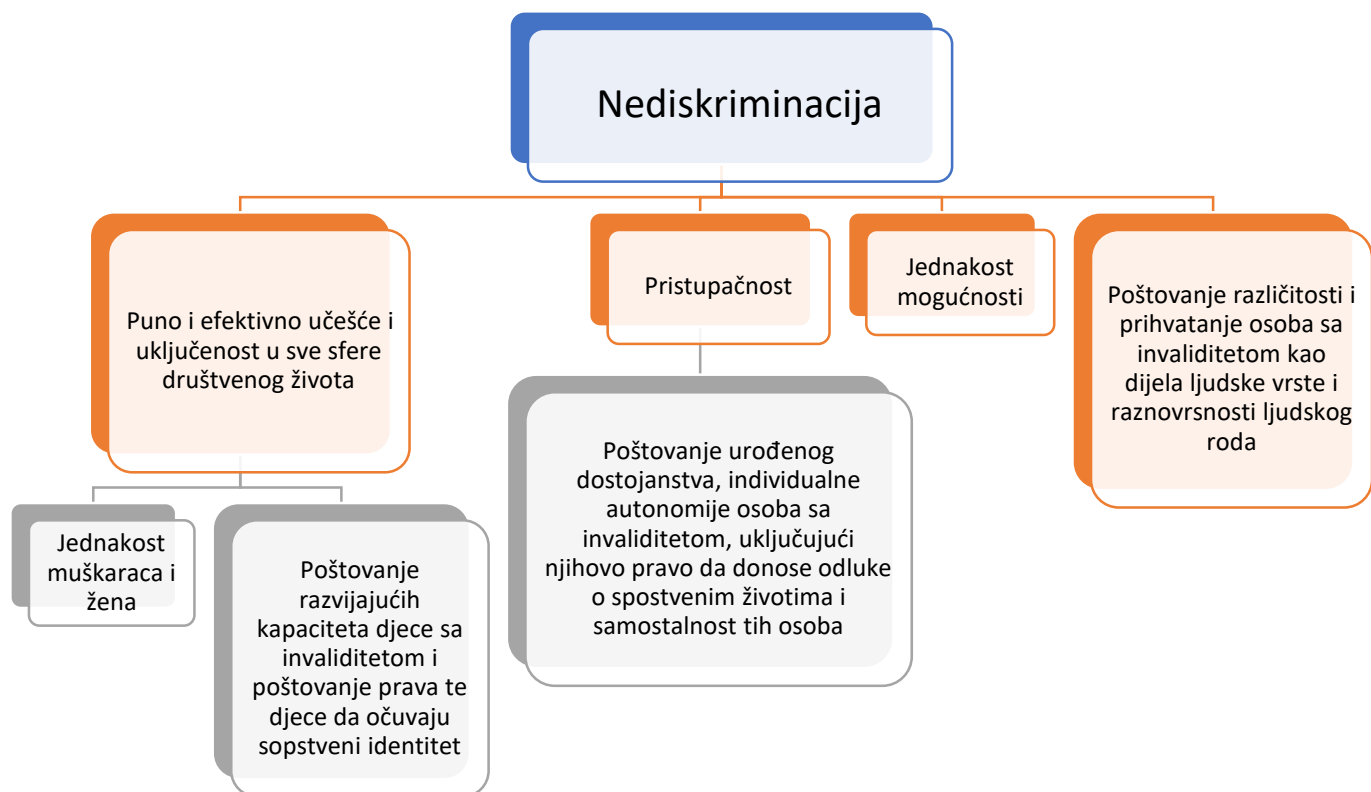 Nediskriminacija
Puno i efektivno učešće i
uključenost u sve sfere
društvenog života
Pristupačnost
Jednakost
mogućnosti
Poštovanje različitosti i
prihvatanje osoba sa
invaliditetom kao
dijela ljudske vrste i
raznovrsnosti ljudskog
roda
Jednakost
muškaraca i
žena
Poštovanje
razvijajućih
kapaciteta djece sa
invaliditetom i
poštovanje prava te
djece da očuvaju
sopstveni identitet
Poštovanje urođenog
dostojanstva, individualne
autonomije osoba sa
invaliditetom, uključujući
njihovo pravo da donose odluke
o spostvenim životima i
samostalnost tih osoba